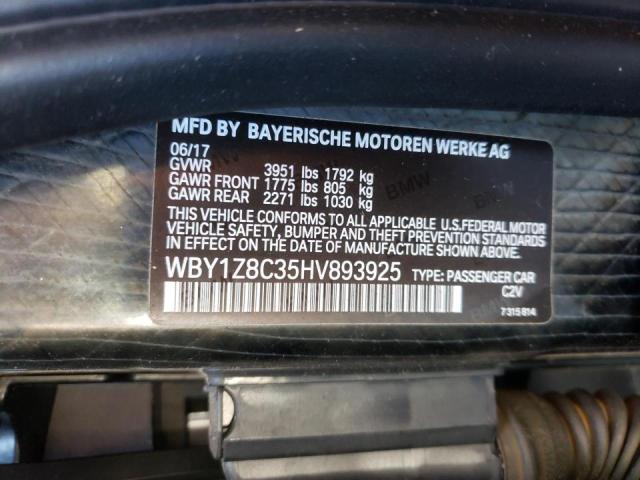 MFD BY BAYERISCHE MOTOREN WERKE AG
06/17
GVWR 3951 lbs 1792 kg
GAWR FRONT 1775 lbs 805 kg
GAWR REAR 2271 lbs 1030 kg
THIS VEHICLE CONFORMS TO ALL APPLICABLE U.S.FEDERAL MOTOR
VEHICLE SAFETY, BUMPER AND THEFT PREVENTION STANDARDS
IN EFFECT ON THE DATE OF MANUFACTURE SHOWN ABOVE.
WBY1Z8C35HV893925 TYPE: PASSENGER CAR
C2V
7315814
BMW